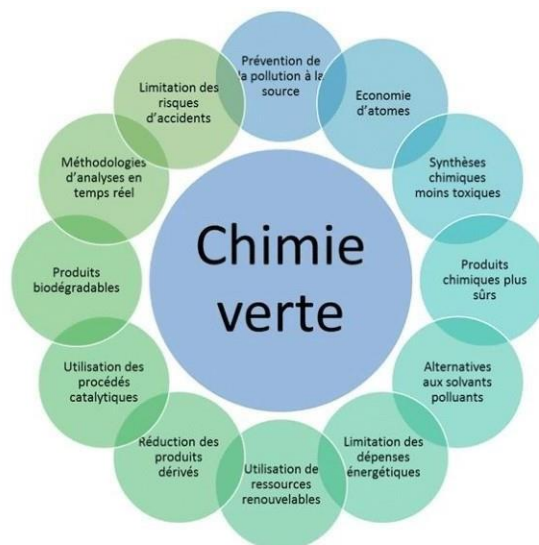 Prévention de
la pollution à la
source
Economie
d'atomes
Synthèses
chimiques
moins toxiques
Produits
chimiques plus
sûrs
Alternatives
aux solvants
polluants
Limitation des
dépenses
énergétiques
Utilisation de
ressources
renouvelables
Réduction des
produits
dérivés
Utilisation des
procédés
catalytiques
Produits
biodégradables
Méthodologies
d'analyses en
temps réel
Limitation des
risques
d'accidents
Chimie
verte